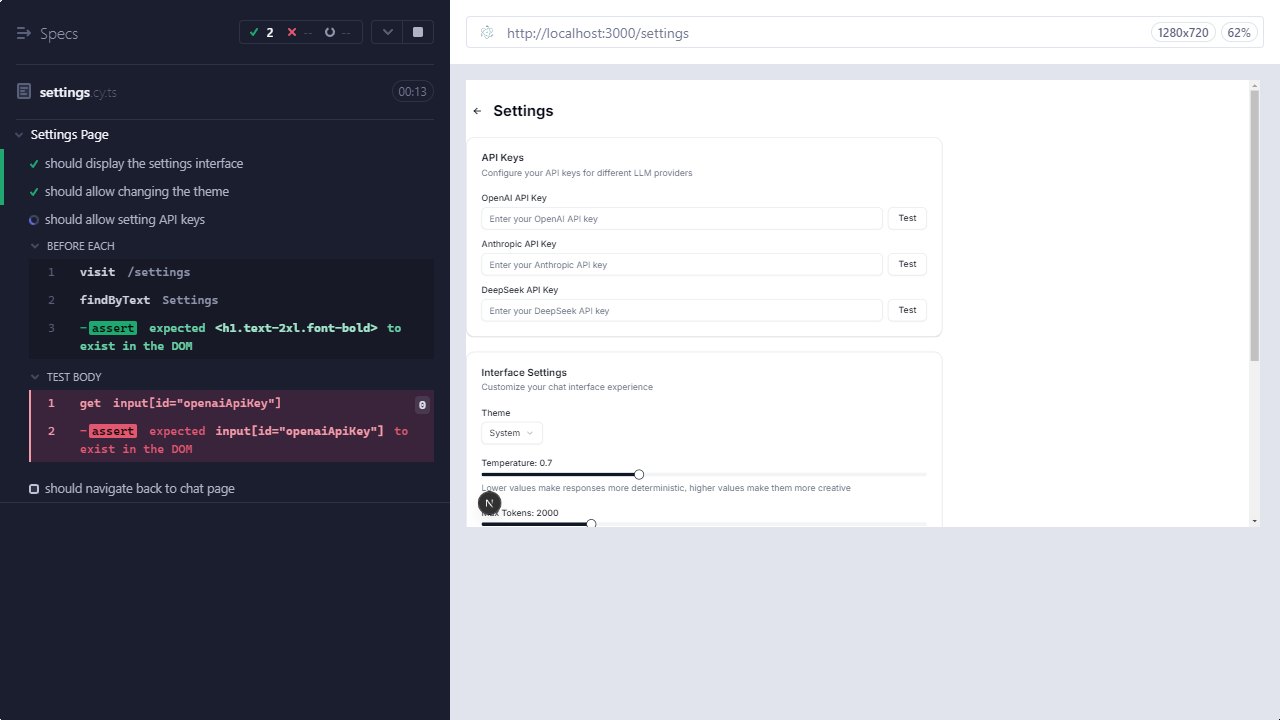 Specs
2
--
--
settings.cy.ts
00:13
Settings Page
should display the settings interface
should allow changing the theme
should allow setting API keys
BEFORE EACH
1 visit /settings
2 findByText Settings
3 -assert expected <h1.text-2xl.font-bold> to
exist in the DOM
TEST BODY
1 get input[id="openaiApiKey"] 0
2 -assert expected input[id="openaiApiKey"] to
exist in the DOM
should navigate back to chat page
http://localhost:3000/settings
1280x720
62%
← Settings
API Keys
Configure your API keys for different LLM providers
OpenAI API Key
Enter your OpenAI API key
Test
Anthropic API Key
Enter your Anthropic API key
Test
DeepSeek API Key
Enter your DeepSeek API key
Test
Interface Settings
Customize your chat interface experience
Theme
System
Temperature: 0.7
Lower values make responses more deterministic, higher values make them more creative
N
Tokens: 2000